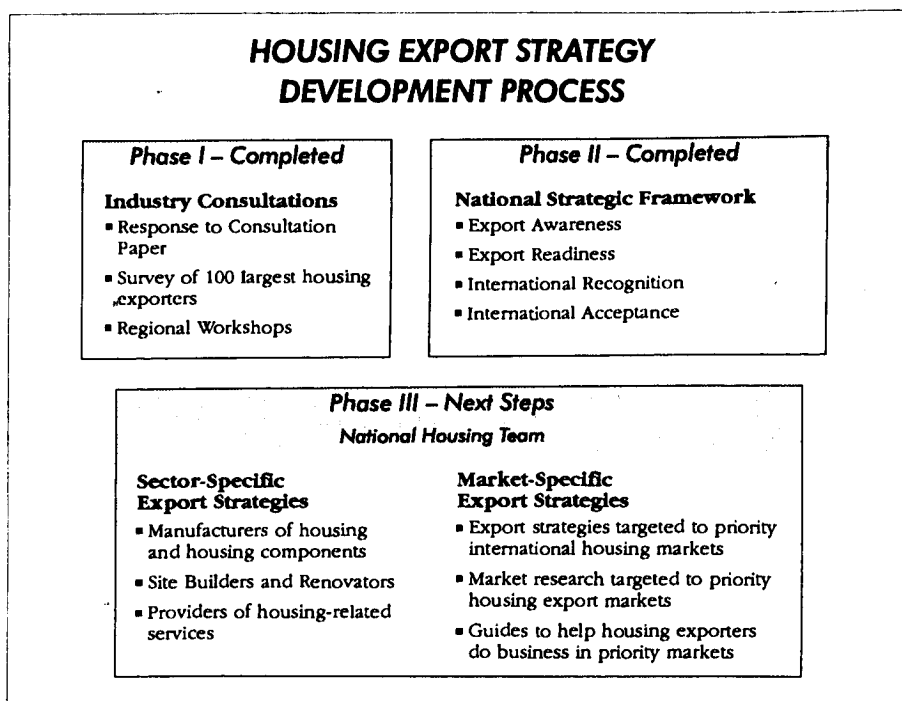 HOUSING EXPORT STRATEGY
DEVELOPMENT PROCESS
Phase I – Completed
Industry Consultations
▪ Response to Consultation
Paper
▪ Survey of 100 largest housing
exporters
▪ Regional Workshops
Phase II – Completed
National Strategic Framework
▪ Export Awareness
▪ Export Readiness
▪ International Recognition
▪ International Acceptance
Phase III – Next Steps
National Housing Team
Sector-Specific
Export Strategies
▪ Manufacturers of housing
and housing components
▪ Site Builders and Renovators
▪ Providers of housing-related
services
Market-Specific
Export Strategies
▪ Export strategies targeted to priority
international housing markets
▪ Market research targeted to priority
housing export markets
▪ Guides to help housing exporters
do business in priority markets